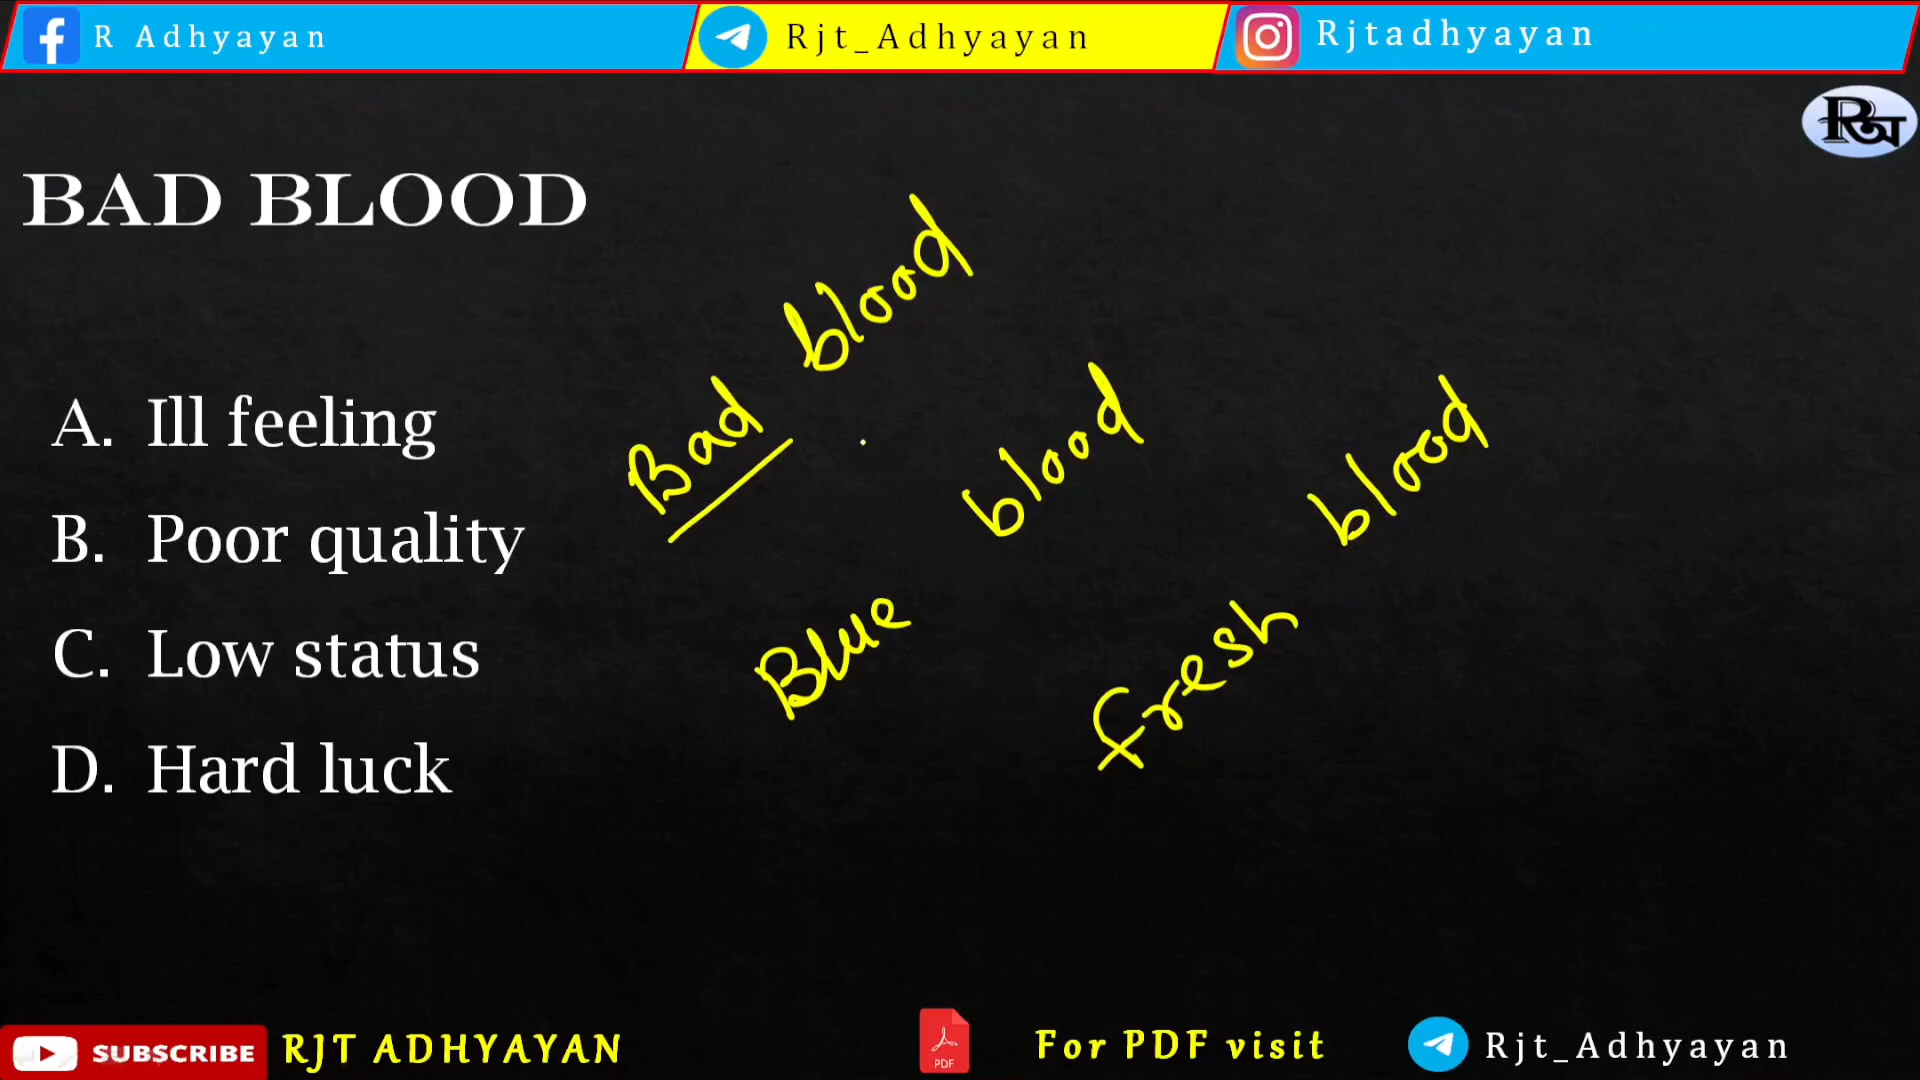 R Adhyayan
Rjt_Adhyayan
Rjtadhyayan
BAD BLOOD
A. Ill feeling
B. Poor quality
C. Low status
D. Hard luck
Bad blood
Blue blood
fresh blood
SUBSCRIBE
RJT ADHYAYAN
PDF
For PDF visit
Rjt_Adhyayan